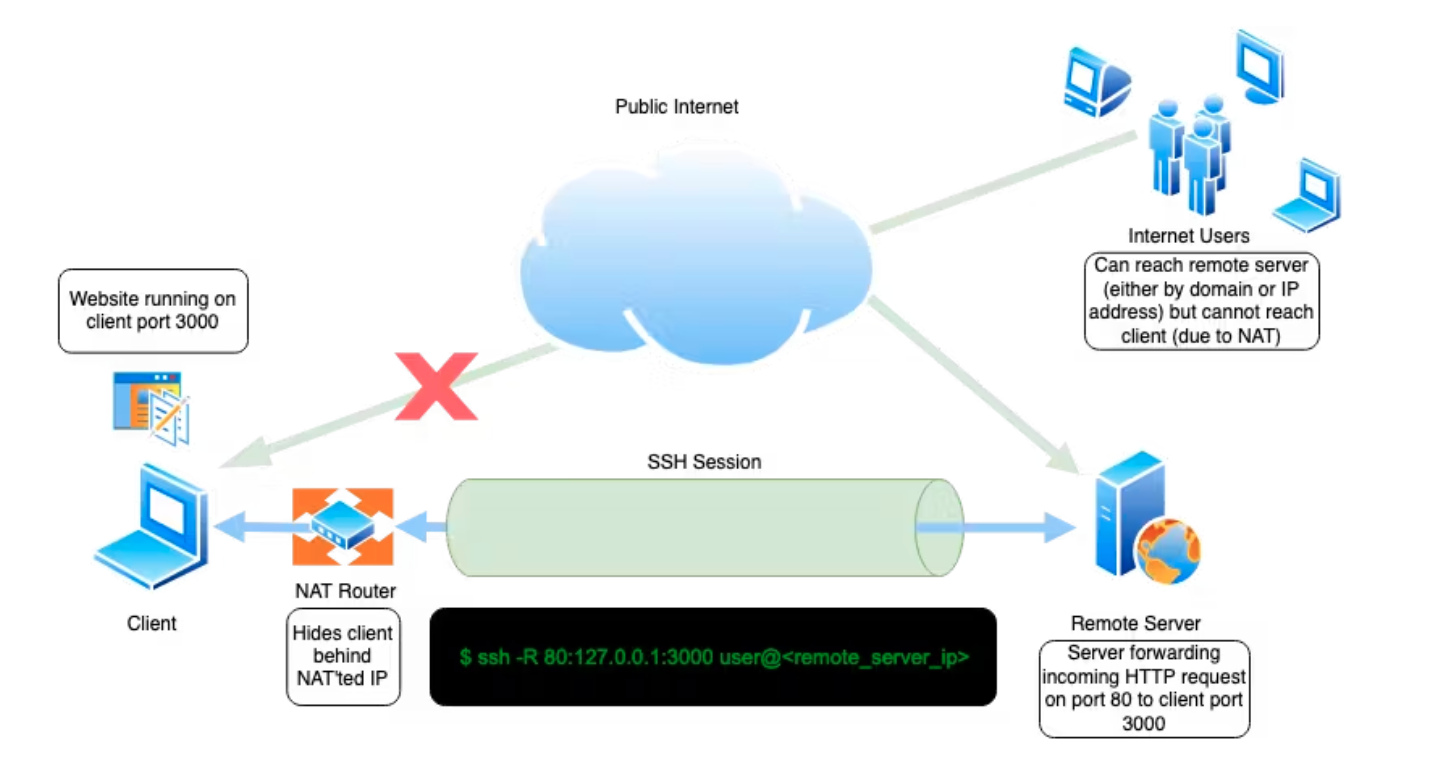 Public Internet
Internet Users
Can reach remote server
(either by domain or IP
address) but cannot reach
client (due to NAT)
Website running on
client port 3000
SSH Session
NAT Router
Hides client
behind
NAT'ted IP
Client
$ ssh -R 80:127.0.0.1:3000 user@<remote_server_ip>
Remote Server
Server forwarding
incoming HTTP request
on port 80 to client port
3000